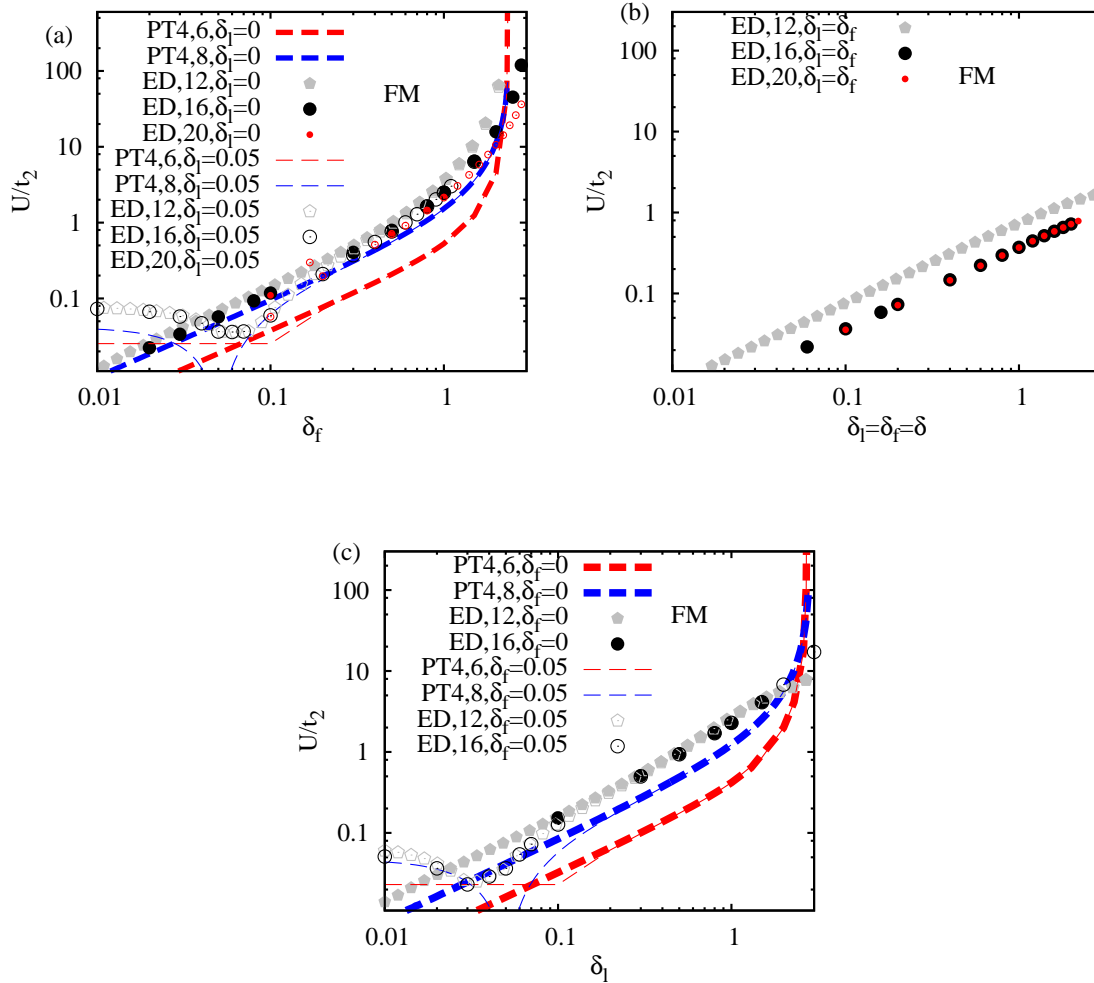 (a)
PT4,6,δl=0
PT4,8,δl=0
ED,12,δl=0
ED,16,δl=0
ED,20,δl=0
PT4,6,δl=0.05
PT4,8,δl=0.05
ED,12,δl=0.05
ED,16,δl=0.05
ED,20,δl=0.05
FM
U/t2
100
10
1
0.1
0.01
0.1
1
δf
(b)
ED,12,δl=δf
ED,16,δl=δf
ED,20,δl=δf
FM
U/t2
100
10
1
0.1
0.01
0.1
1
δl=δf=δ
(c)
PT4,6,δf=0
PT4,8,δf=0
ED,12,δf=0
ED,16,δf=0
PT4,6,δf=0.05
PT4,8,δf=0.05
ED,12,δf=0.05
ED,16,δf=0.05
FM
U/t2
100
10
1
0.1
0.01
0.1
1
δl